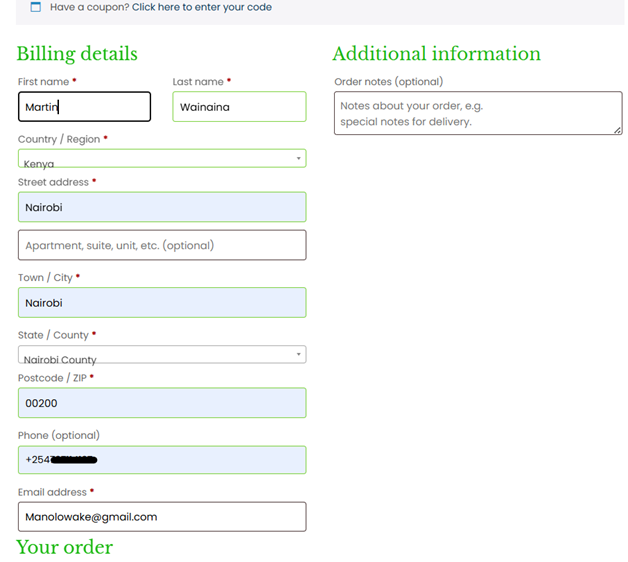 Have a coupon? Click here to enter your code
Billing details
First name *
Last name *
Martin
Wainaina
Country / Region *
Kenya
Street address *
Nairobi
Apartment, suite, unit, etc. (optional)
Town / City *
Nairobi
State / County *
Nairobi County
Postcode / ZIP *
00200
Phone (optional)
+254
Email address *
Manolowake@gmail.com
Your order
Additional information
Order notes (optional)
Notes about your order, e.g.
special notes for delivery.